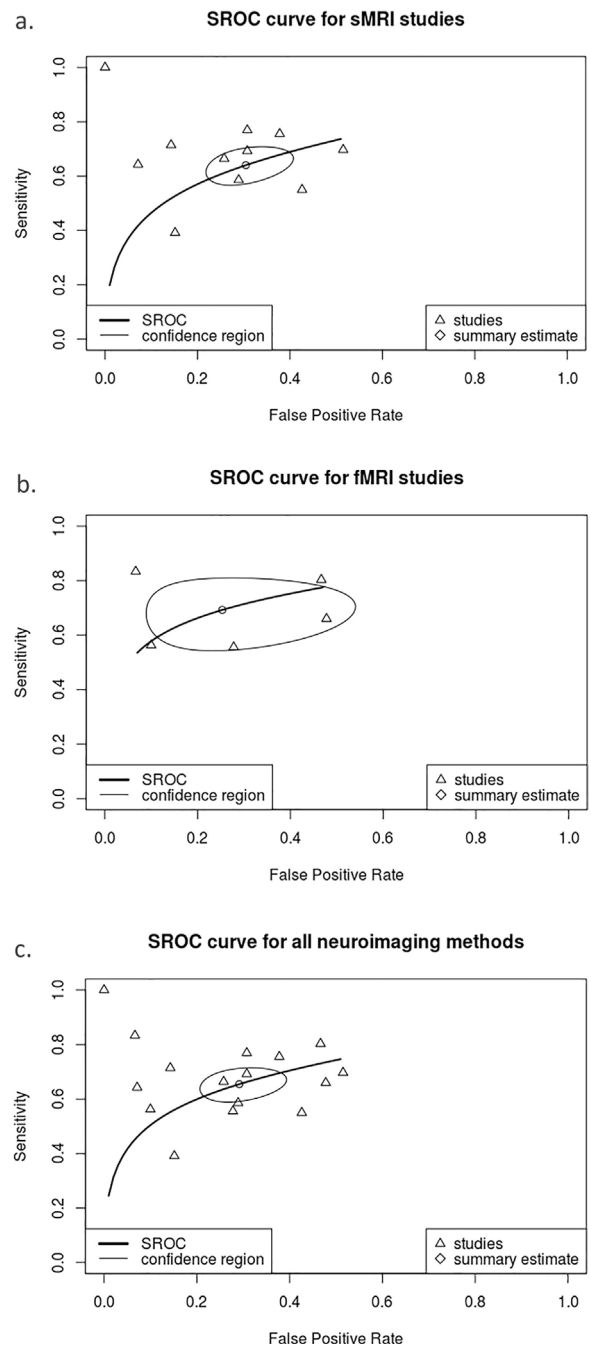 a.
SROC curve for sMRI studies
1.0
0.8
0.6
0.4
0.2
0.0
Sensitivity
SROC
confidence region
studies
summary estimate
0.0 0.2 0.4 0.6 0.8 1.0
False Positive Rate
b.
SROC curve for fMRI studies
1.0
0.8
0.6
0.4
0.2
0.0
Sensitivity
SROC
confidence region
studies
summary estimate
0.0 0.2 0.4 0.6 0.8 1.0
False Positive Rate
c.
SROC curve for all neuroimaging methods
1.0
0.8
0.6
0.4
0.2
0.0
Sensitivity
SROC
confidence region
studies
summary estimate
0.0 0.2 0.4 0.6 0.8 1.0
False Positive Rate